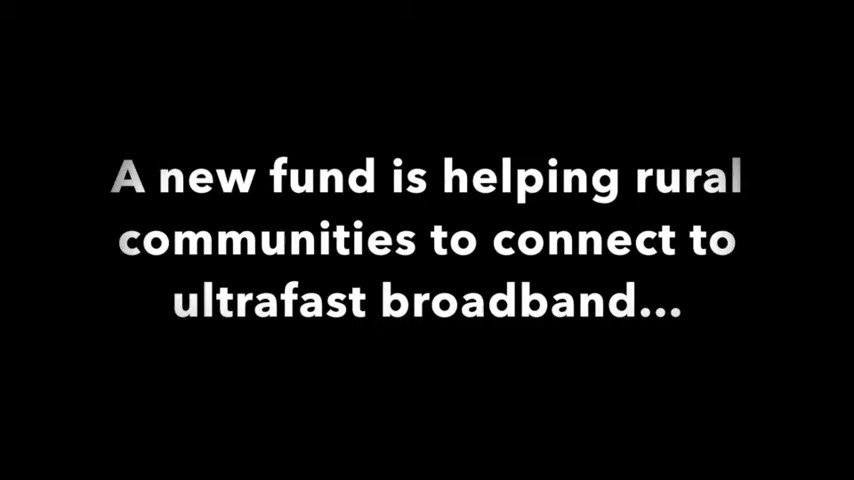 A new fund is helping rural
communities to connect to
ultrafast broadband...